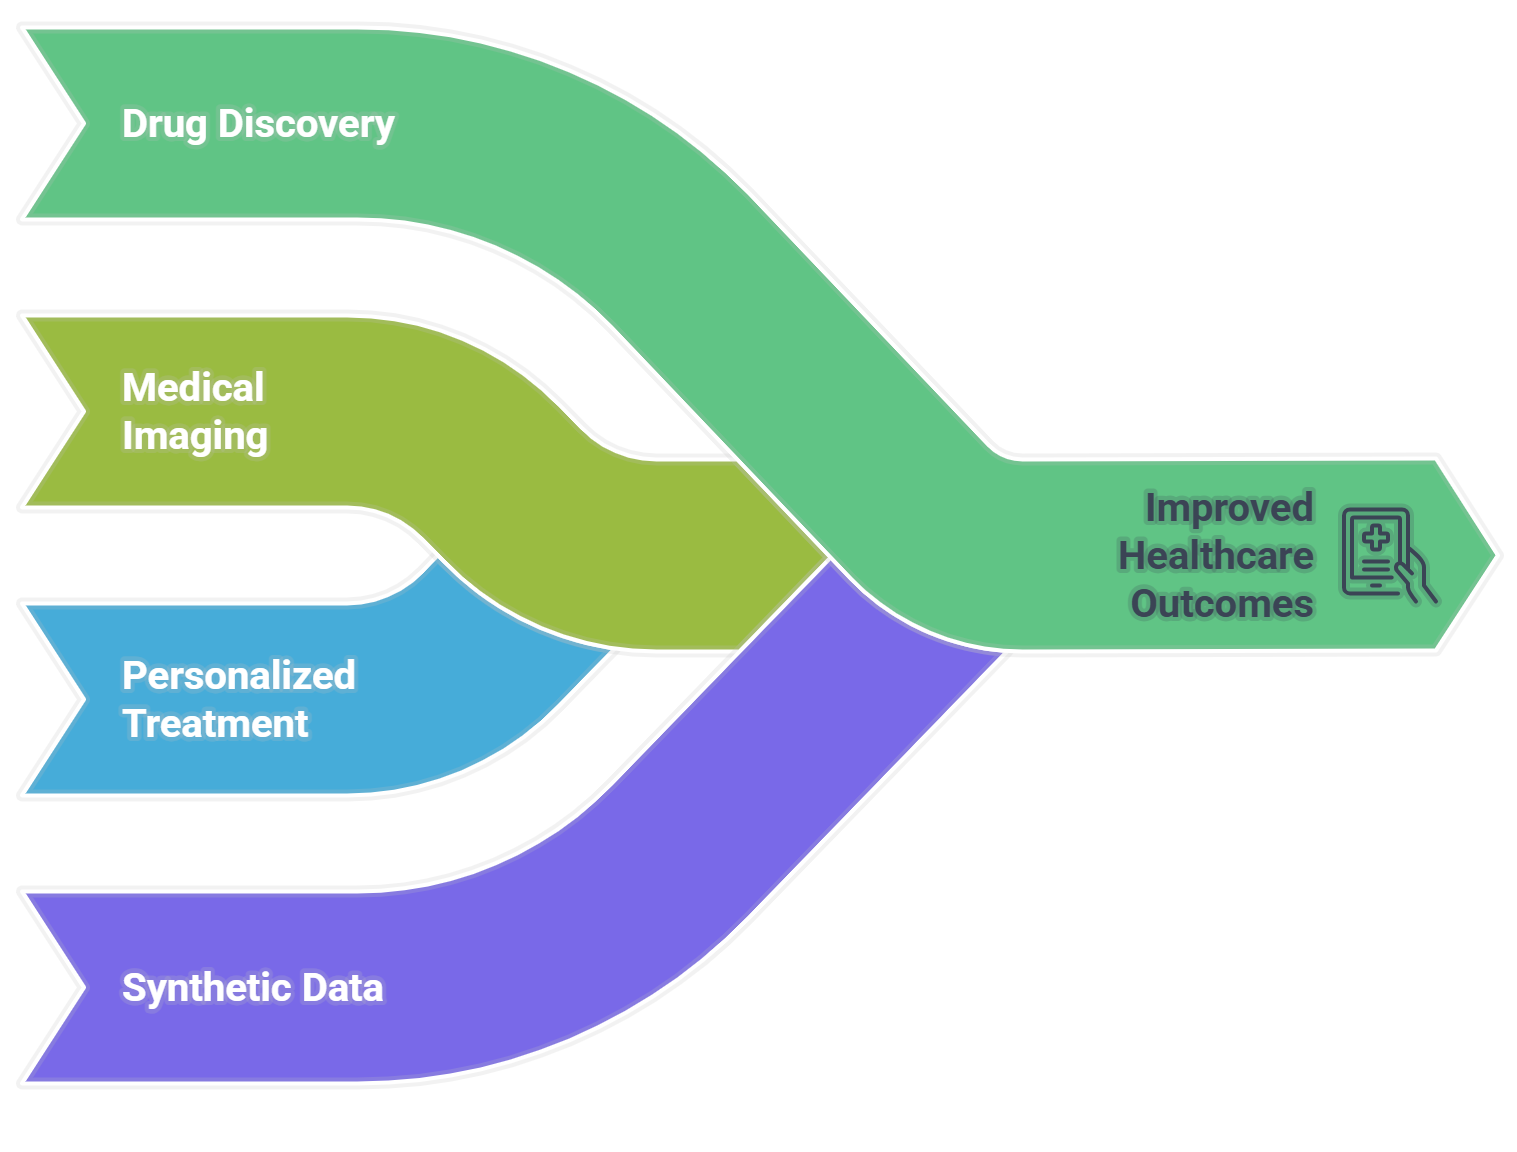 Drug Discovery
Medical
Imaging
Personalized
Treatment
Synthetic Data
Improved
Healthcare
Outcomes